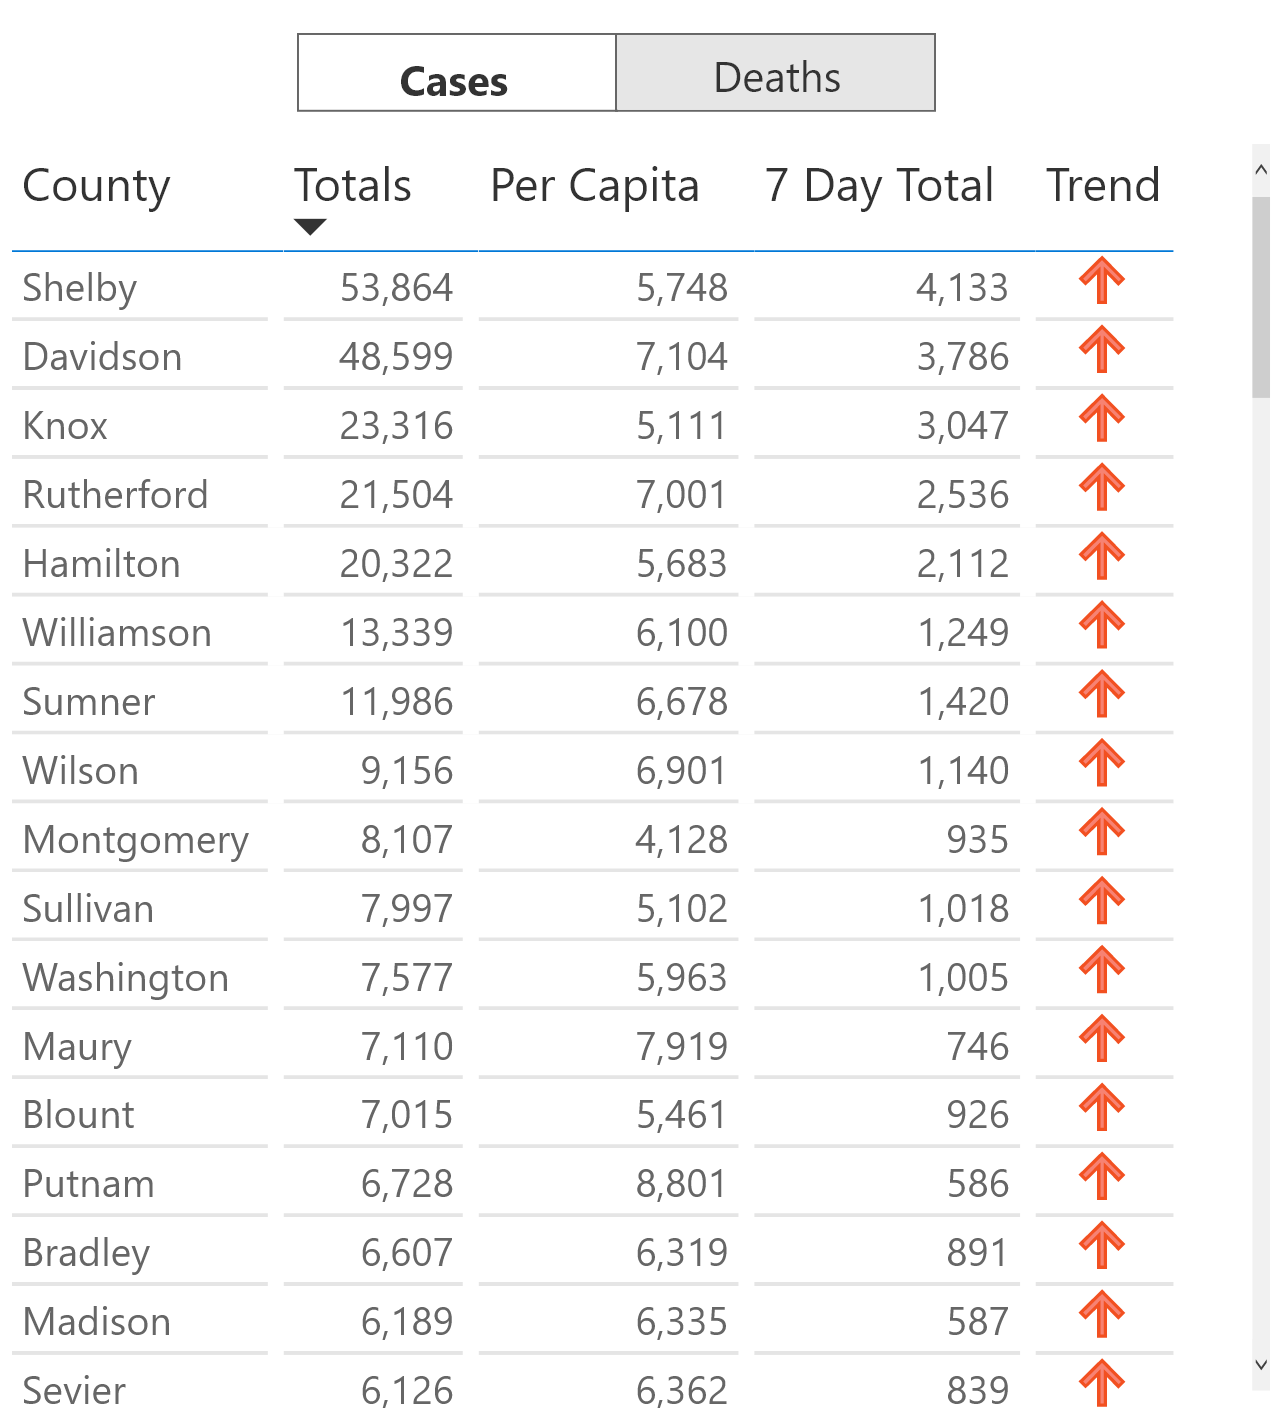 Cases Deaths
County Totals Per Capita 7 Day Total Trend
Shelby 53,864 5,748 4,133
Davidson 48,599 7,104 3,786
Knox 23,316 5,111 3,047
Rutherford 21,504 7,001 2,536
Hamilton 20,322 5,683 2,112
Williamson 13,339 6,100 1,249
Sumner 11,986 6,678 1,420
Wilson 9,156 6,901 1,140
Montgomery 8,107 4,128 935
Sullivan 7,997 5,102 1,018
Washington 7,577 5,963 1,005
Maury 7,110 7,919 746
Blount 7,015 5,461 926
Putnam 6,728 8,801 586
Bradley 6,607 6,319 891
Madison 6,189 6,335 587
Sevier 6,126 6,362 839